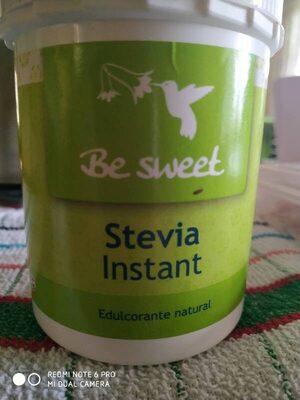 Be sweet
Stevia
Instant
Edulcorante natural
REDMI NOTE 6 PRO
MI DUAL CAMERA